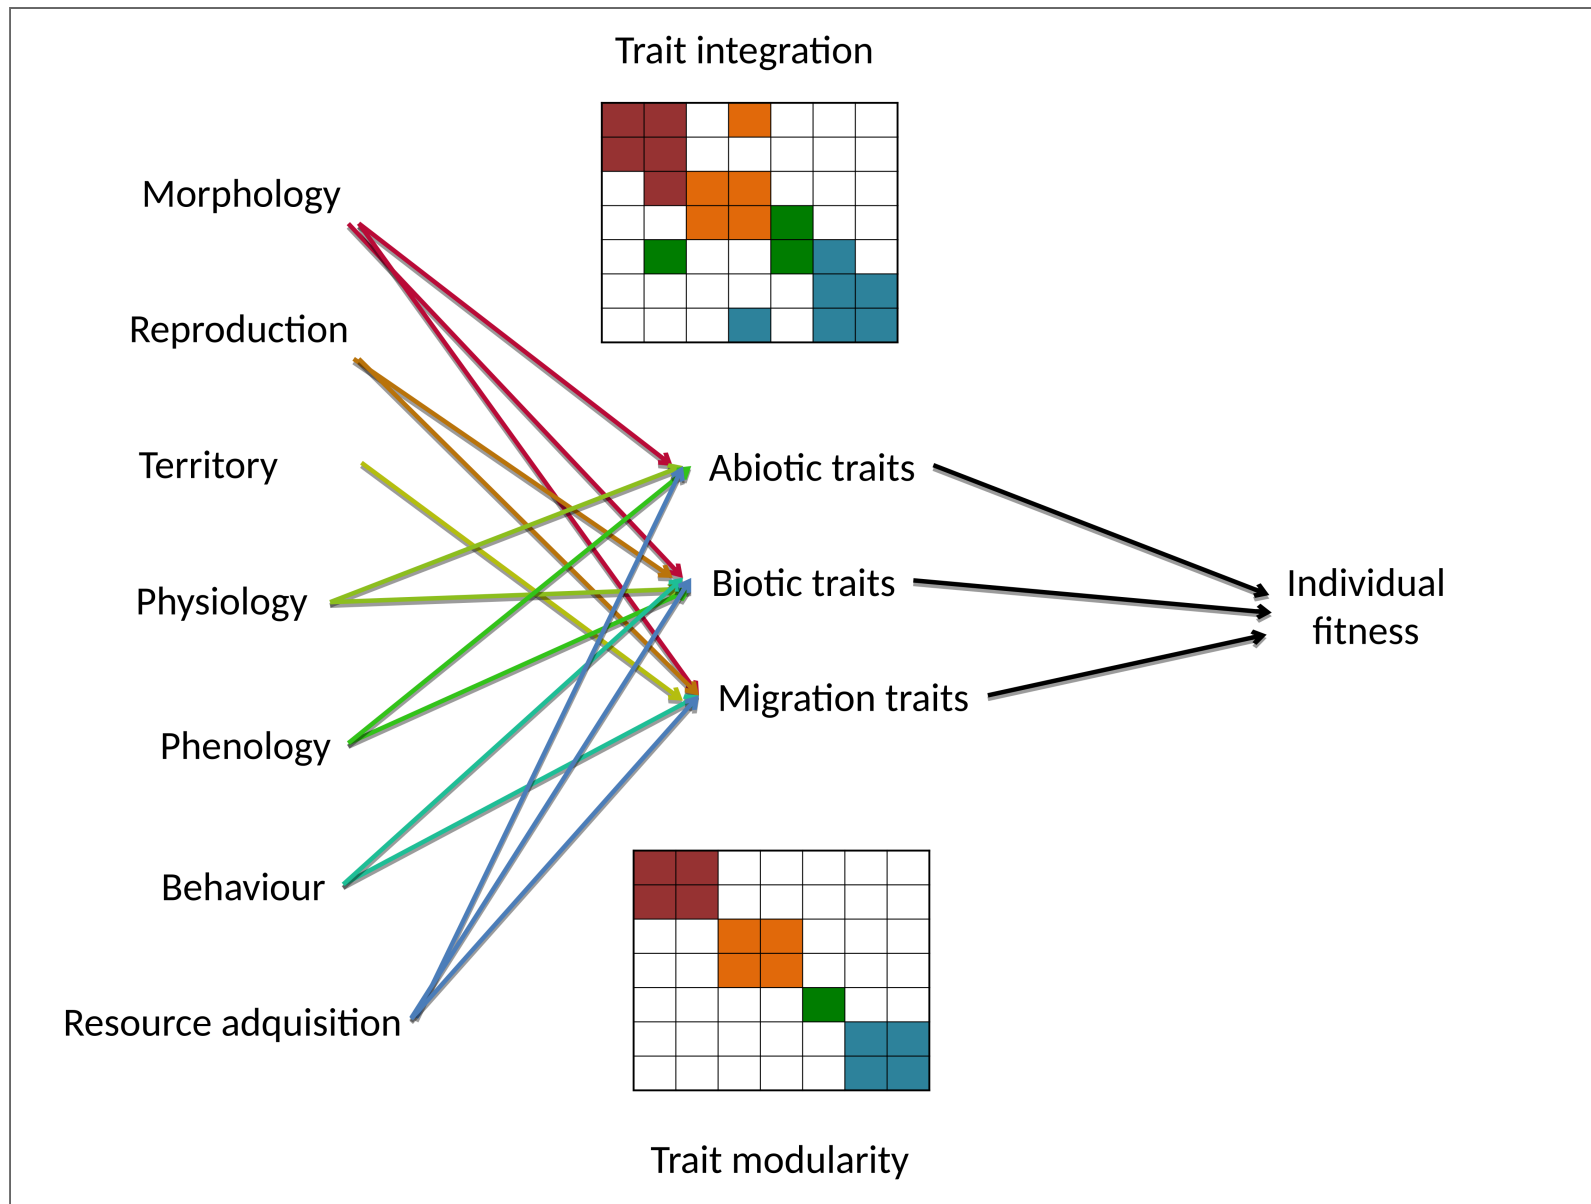 Trait integration
Morphology
Reproduction
Territory
Physiology
Phenology
Behaviour
Resource adquisition
Abiotic traits
Biotic traits
Migration traits
Individual
fitness
Trait modularity